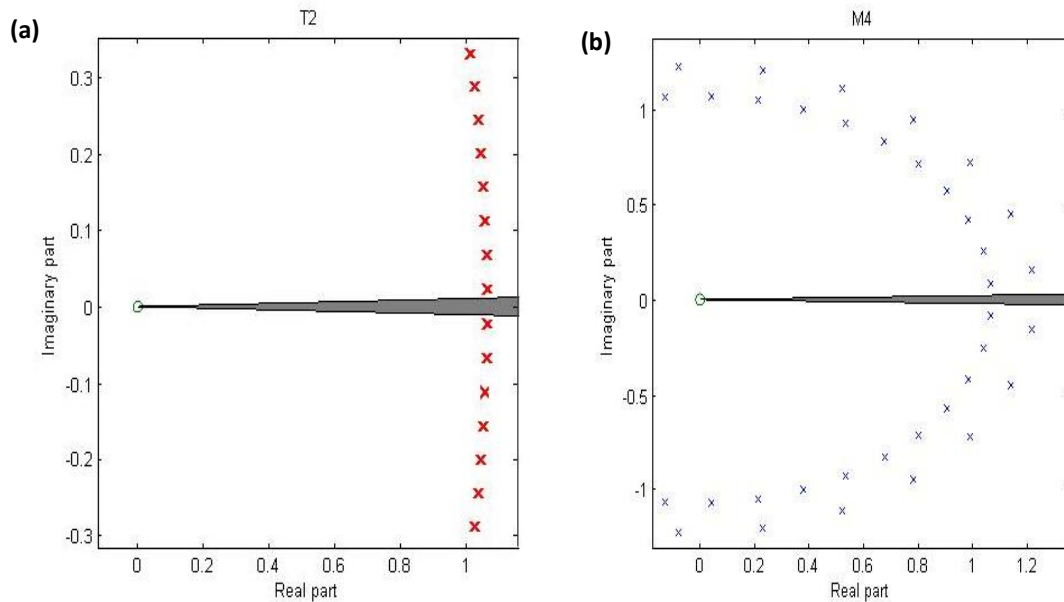 (a)
T2
0.3
0.2
0.1
0
-0.1
-0.2
-0.3
Imaginary part
0 0.2 0.4 0.6 0.8 1
Real part
(b)
M4
1
0.5
0
-0.5
-1
Imaginary part
0 0.2 0.4 0.6 0.8 1 1.2
Real part